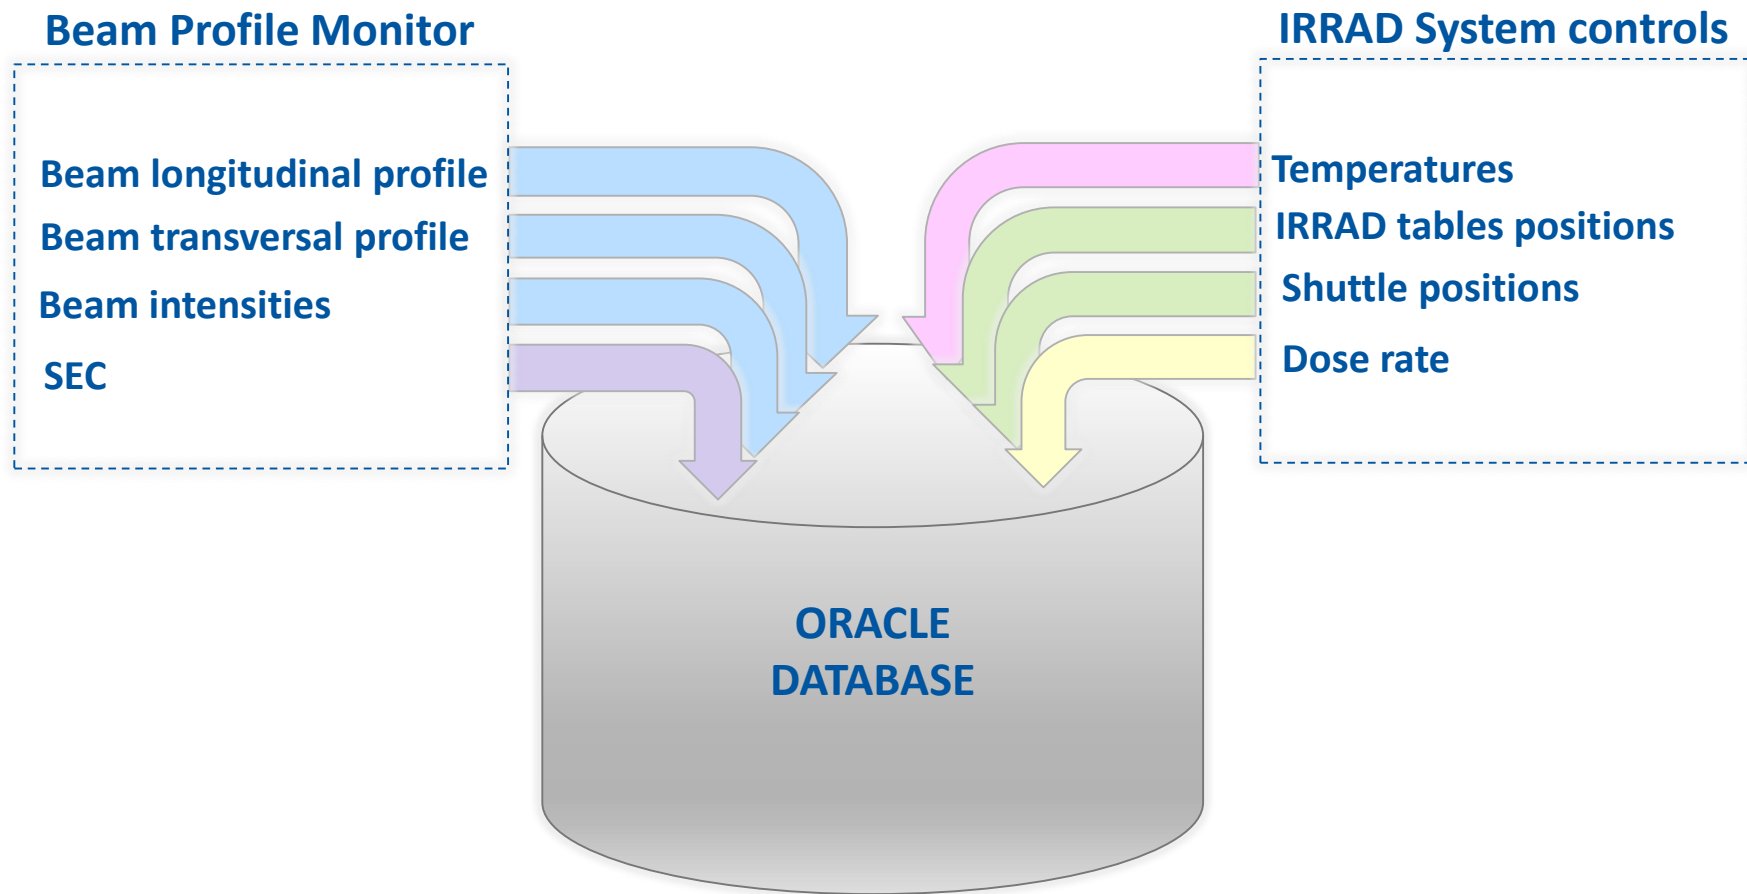 Beam Profile Monitor
Beam longitudinal profile
Beam transversal profile
Beam intensities
SEC
IRRAD System controls
Temperatures
IRRAD tables positions
Shuttle positions
Dose rate
ORACLE
DATABASE